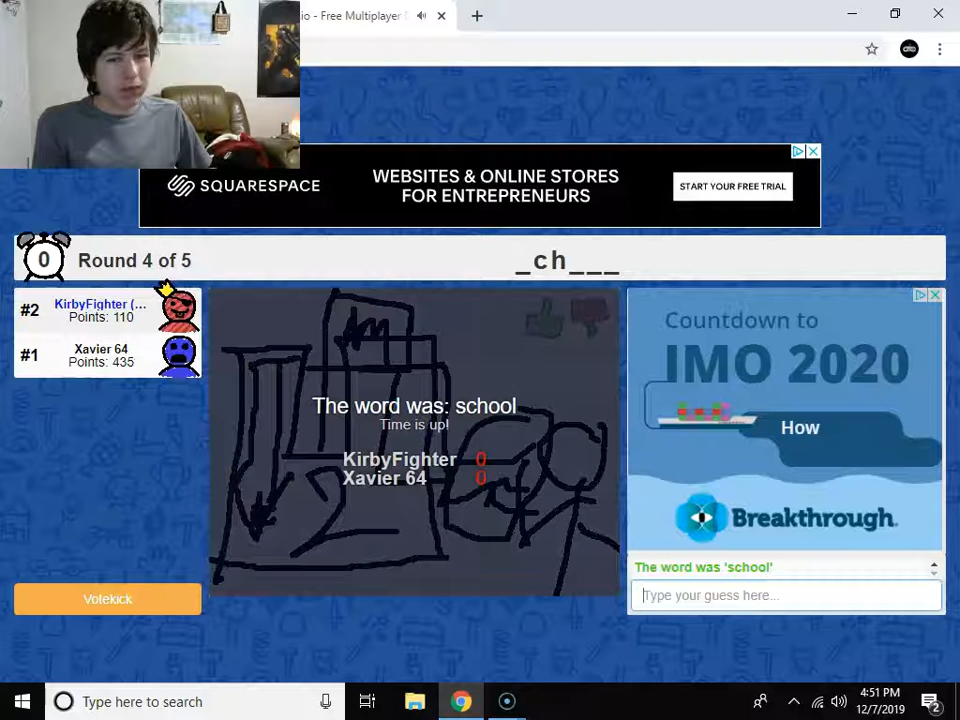 io - Free Multiplayer
SQUARESPACE
WEBSITES & ONLINE STORES
FOR ENTREPRENEURS
START YOUR FREE TRIAL
0
Round 4 of 5
_ch___
#2
KirbyFighter (...
Points: 110
#1
Xavier 64
Points: 435
The word was: school
Time is up!
KirbyFighter 0
Xavier 64 0
Countdown to
IMO 2020
How
Breakthrough.
The word was 'school'
Type your guess here...
Votekick
Type here to search
4:51 PM
12/7/2019
2